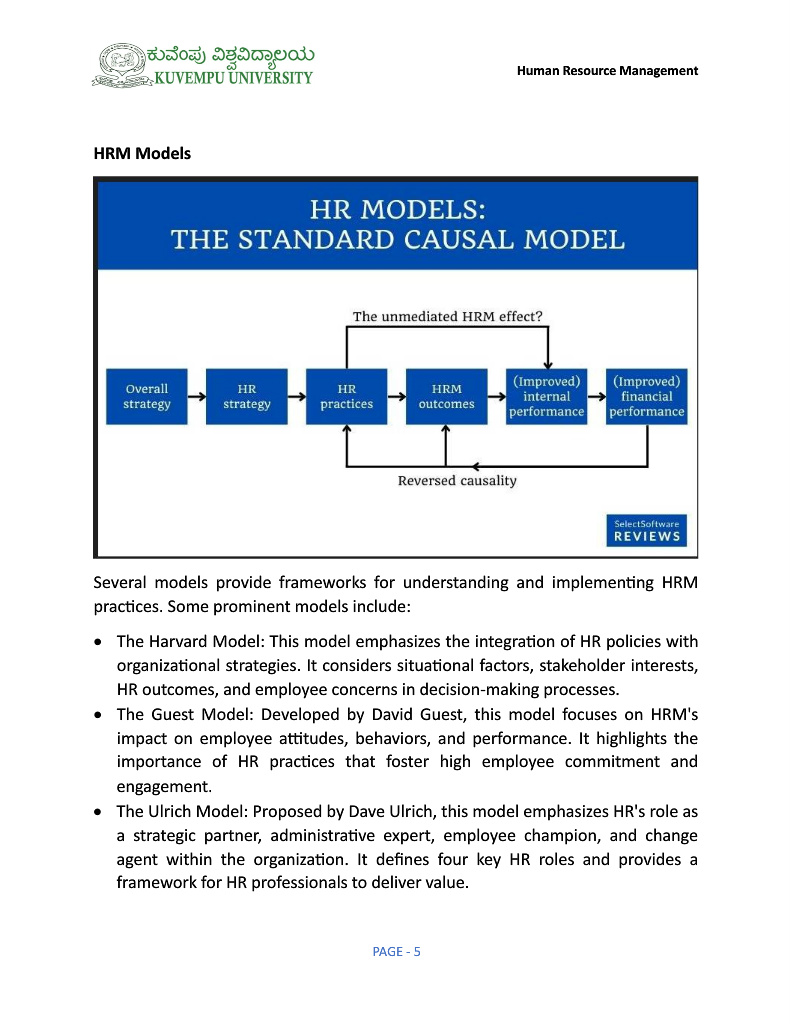 ಕುವೆಂಪು ವಿಶ್ವವಿದ್ಯಾಲಯ
KUVEMPU UNIVERSITY
Human Resource Management
HRM Models
HR MODELS:
THE STANDARD CAUSAL MODEL
The unmediated HRM effect?
Overall
strategy
HR
strategy
HR
practices
HRM
outcomes
(Improved)
internal
performance
(Improved)
financial
performance
Reversed causality
SelectSoftware
REVIEWS
Several models provide frameworks for understanding and implementing HRM
practices. Some prominent models include:
• The Harvard Model: This model emphasizes the integration of HR policies with
organizational strategies. It considers situational factors, stakeholder interests,
HR outcomes, and employee concerns in decision-making processes.
• The Guest Model: Developed by David Guest, this model focuses on HRM's
impact on employee attitudes, behaviors, and performance. It highlights the
importance of HR practices that foster high employee commitment and
engagement.
• The Ulrich Model: Proposed by Dave Ulrich, this model emphasizes HR's role as
a strategic partner, administrative expert, employee champion, and change
agent within the organization. It defines four key HR roles and provides a
framework for HR professionals to deliver value.
PAGE - 5